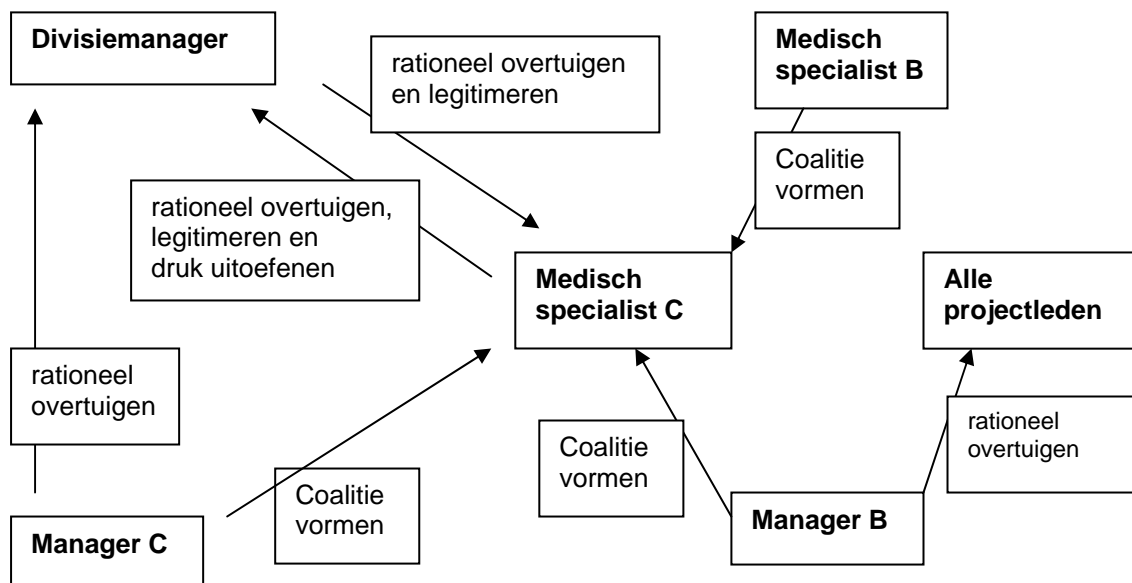 Divisiemanager
rationeel overtuigen
en legitimeren
Medisch
specialist B
Coalitie
vormen
rationeel overtuigen,
legitimeren en
druk uitoefenen
Medisch
specialist C
Alle
projectleden
rationeel
overtuigen
Coalitie
vormen
rationeel
overtuigen
Coalitie
vormen
Manager C
Manager B